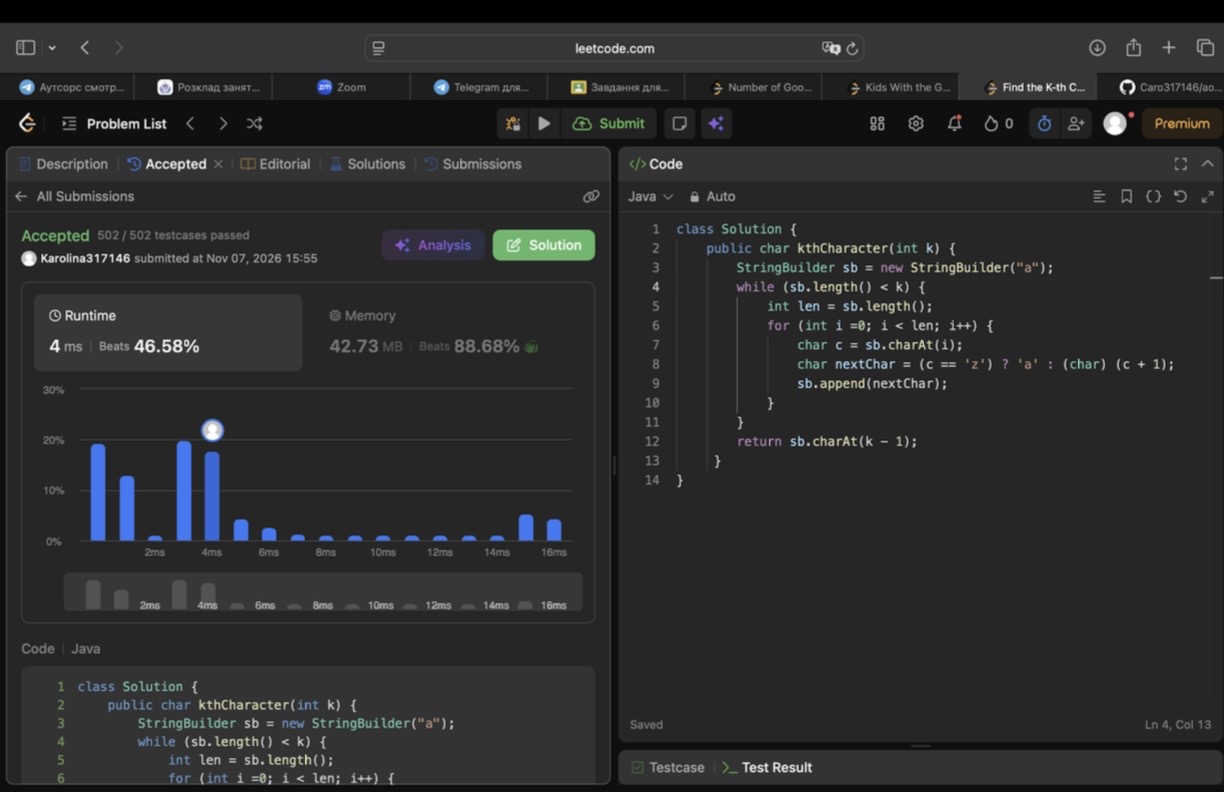 leetcode.com
Аутсорс смотр...
Розклад занят...
zm Zoom
Telegram для...
Завдання для...
Number of Goo...
Kids With the G...
Find the K-th C...
Caro317146/ao...
Problem List
Submit
0
Premium
Description
Accepted
Editorial
Solutions
Submissions
All Submissions
Accepted 502 / 502 testcases passed
Karolina317146 submitted at Nov 07, 2026 15:55
Analysis
Solution
Runtime
4 ms | Beats 46.58%
Memory
42.73 MB | Beats 88.68%
30%
20%
10%
0%
2ms 4ms 6ms 8ms 10ms 12ms 14ms 16ms
2ms 4ms 6ms 8ms 10ms 12ms 14ms 16ms
Code | Java
1 class Solution {
2 public char kthCharacter(int k) {
3 StringBuilder sb = new StringBuilder("a");
4 while (sb.length() < k) {
5 int len = sb.length();
6 for (int i =0; i < len; i++) {
</> Code
Java
Auto
1 class Solution {
2 public char kthCharacter(int k) {
3 StringBuilder sb = new StringBuilder("a");
4 while (sb.length() < k) {
5 int len = sb.length();
6 for (int i =0; i < len; i++) {
7 char c = sb.charAt(i);
8 char nextChar = (c == 'z') ? 'a' : (char) (c + 1);
9 sb.append(nextChar);
10 }
11 }
12 return sb.charAt(k - 1);
13 }
14 }
Saved
Ln 4, Col 13
Testcase
>_ Test Result